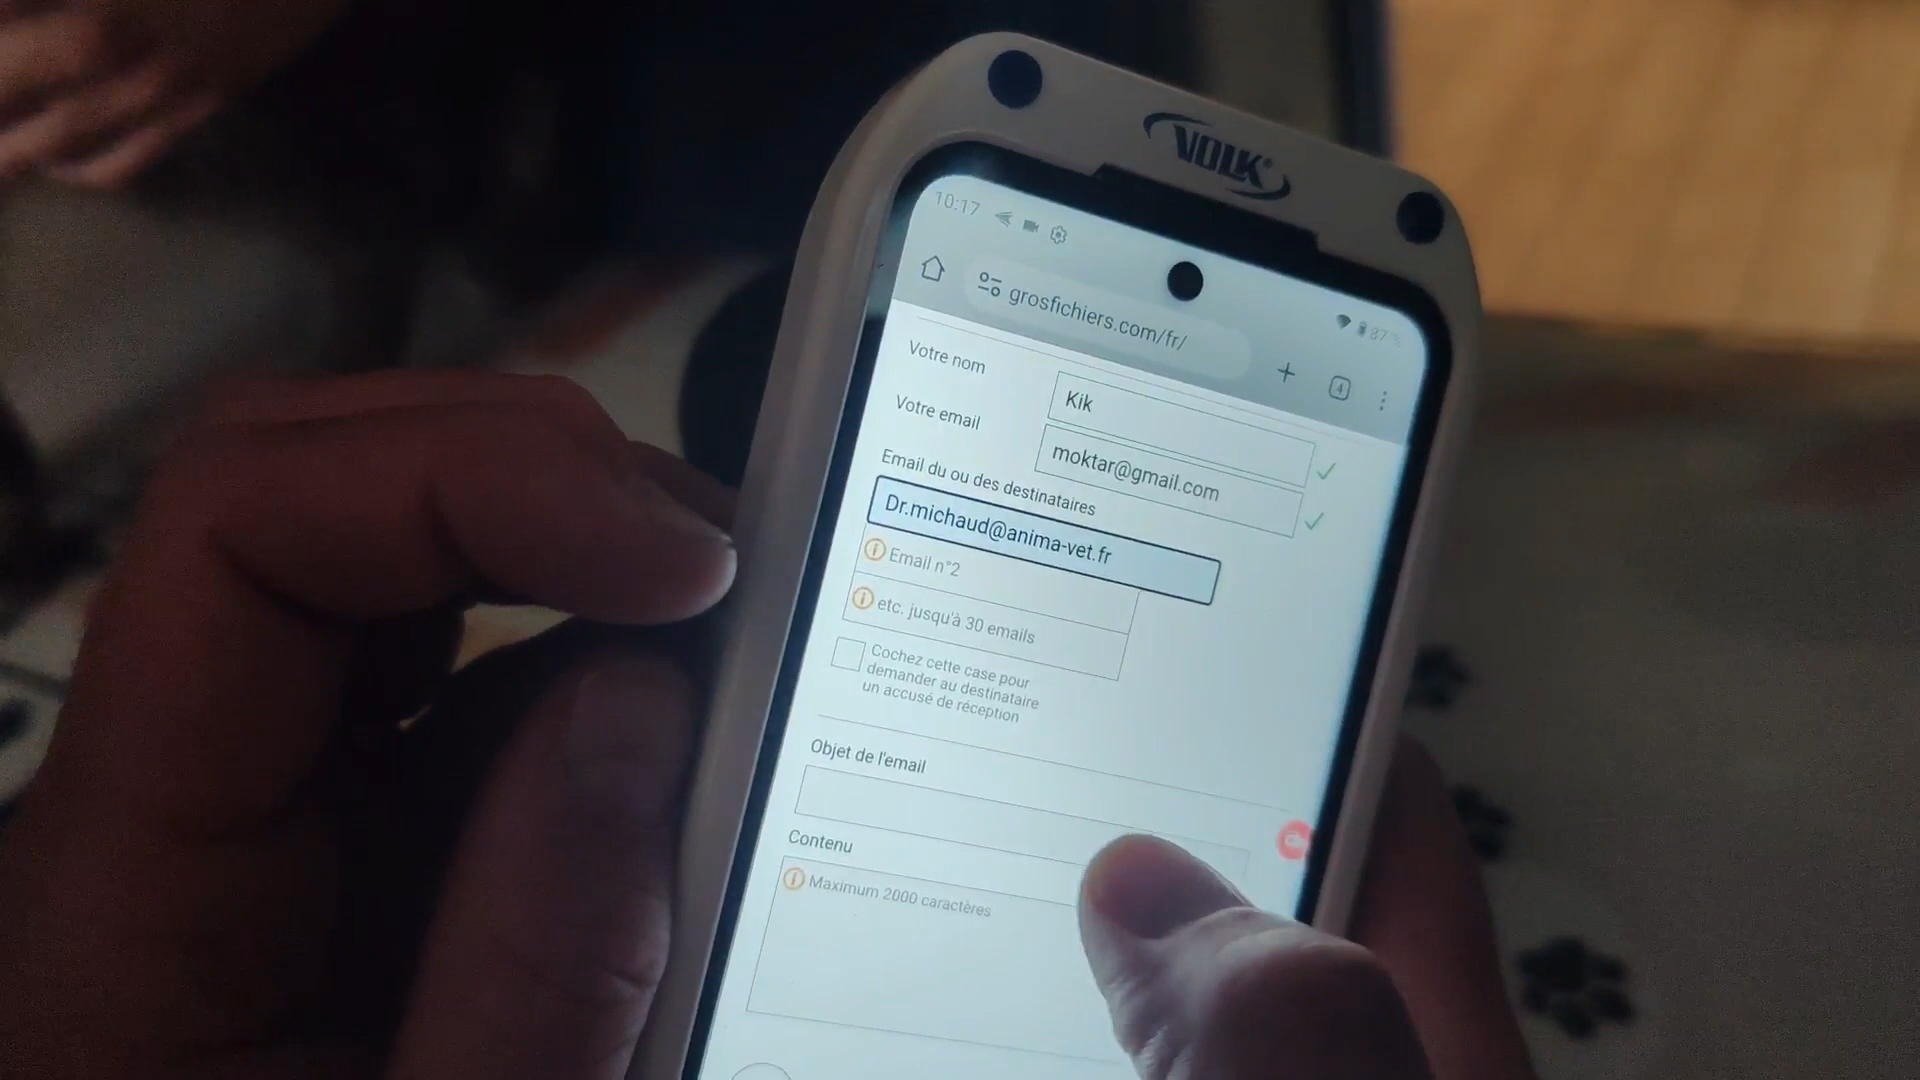 VOLK
10:17
87
grosfichiers.com/fr/
4
Votre nom
Kik
Votre email
moktar@gmail.com
Email du ou des destinataires
Dr.michaud@anima-vet.fr
Email n°2
etc. jusqu'à 30 emails
Cochez cette case pour
demander au destinataire
un accusé de réception
Objet de l'email
Contenu
Maximum 2000 caractères